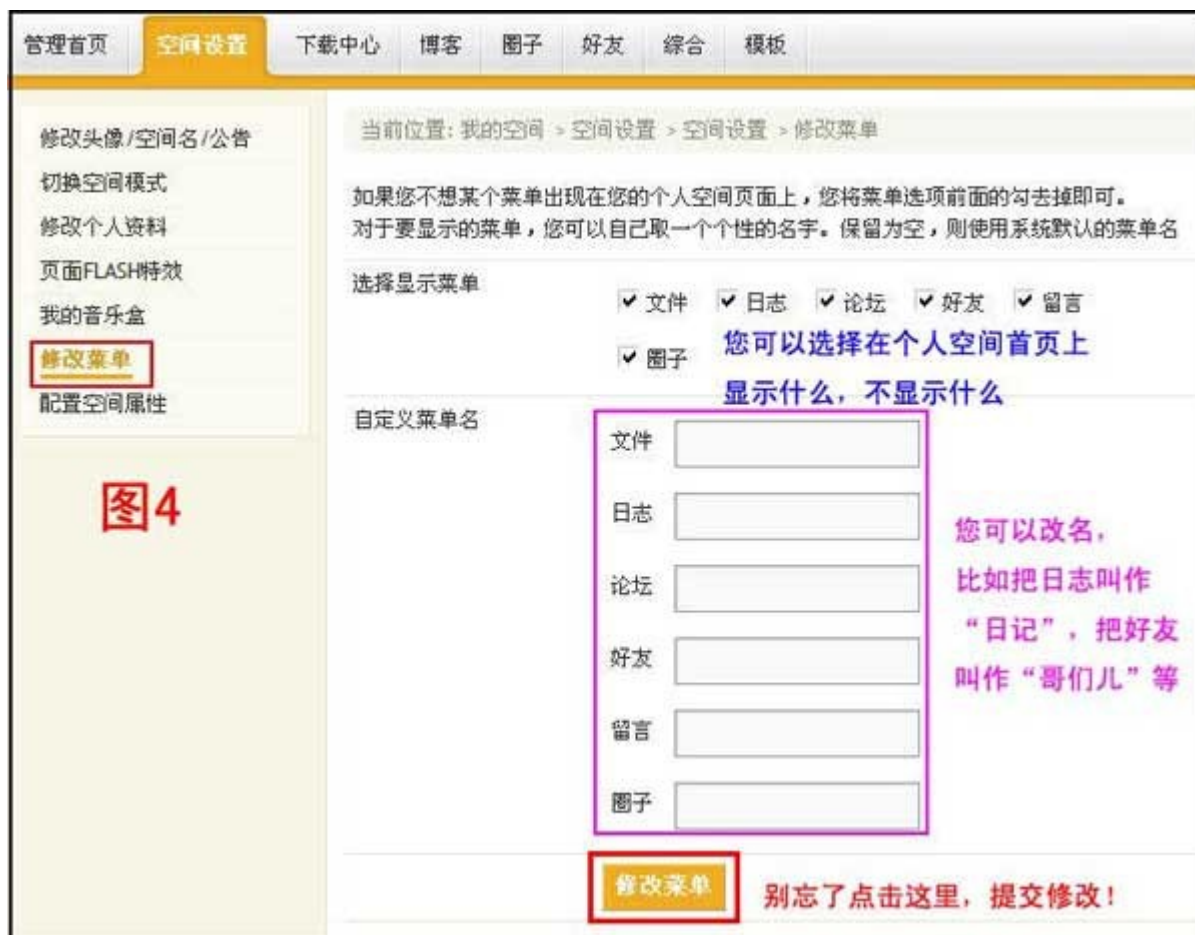 管理首页 空间设置 下载中心 博客 圈子 好友 综合 模板
修改头像/空间名/公告
切换空间模式
修改个人资料
页面FLASH特效
我的音乐盒
修改菜单
配置空间属性
图4
当前位置: 我的空间 > 空间设置 > 空间设置 > 修改菜单
如果您不想某个菜单出现在您的个人空间页面上，您将菜单选项前面的勾去掉即可。
对于要显示的菜单，您可以自己取一个个性的名字。保留为空，则使用系统默认的菜单名
选择显示菜单
文件 日志 论坛 好友 留言
圈子
您可以选择在个人空间首页上
显示什么，不显示什么
自定义菜单名
文件
日志
论坛
好友
留言
圈子
您可以改名，
比如把日志叫作
“日记”，把好友
叫作“哥们儿”等
修改菜单
别忘了点击这里，提交修改！